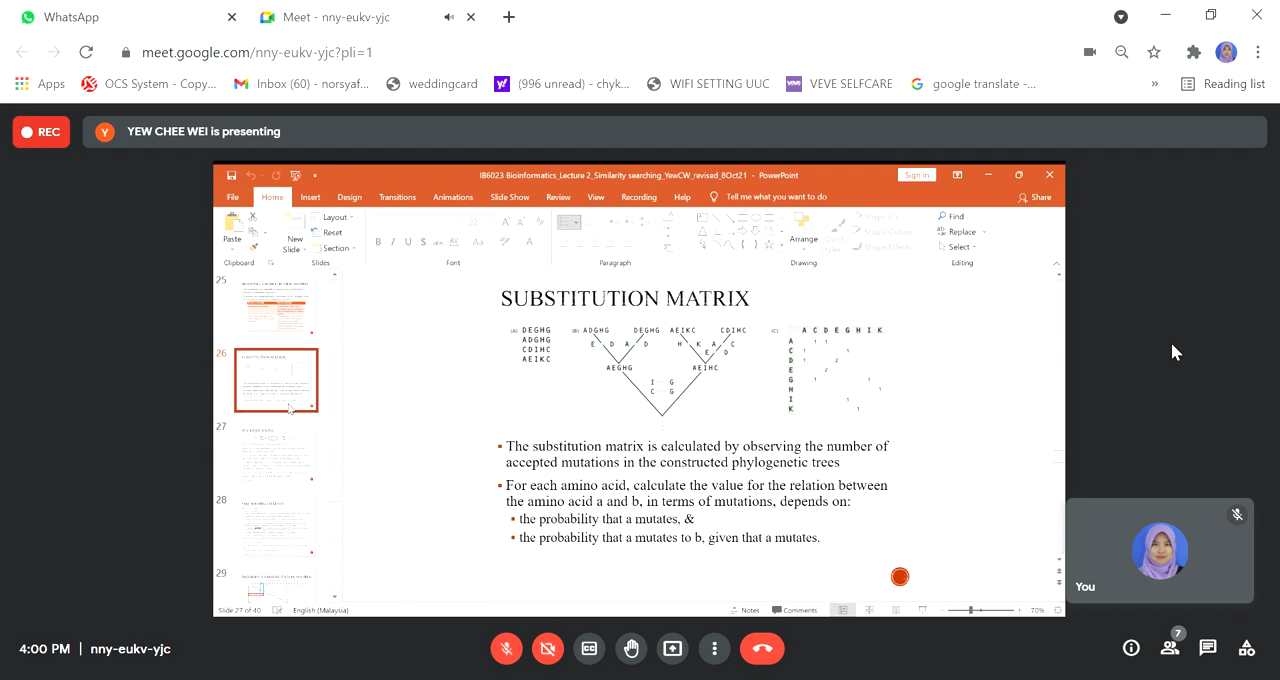 WhatsApp
Meet - nny-eukv-yjc
meet.google.com/nny-eukv-yjc?pli=1
Apps
OCS System - Copy...
Inbox (60) - norsyaf...
weddingcard
(996 unread) - chyk...
WIFI SETTING UUC
VEVE SELFCARE
google translate -...
»
Reading list
REC
Y
YEW CHEE WEI is presenting
IB6023 Bioinformatics_Lecture 2_Similarity searching_YewCW_revised_8Oct21 - PowerPoint
Sign in
File
Home
Insert
Design
Transitions
Animations
Slide Show
Review
View
Recording
Help
Tell me what you want to do
Share
Paste
New
Slide
Layout
Reset
Section
Arrange
Find
Replace
Select
Clipboard
Slides
Font
Paragraph
Drawing
Editing
25
26
27
28
29
SUBSTITUTION MATRIX
(A) DEGHG
ADGHG
CDIHC
AEIKC
(B) ADGHG DEGHG AEIKC CDIHC
E D A D H K A C
E D
AEGHG AEIHC
I G
C G
(C) A C D E G H I K
A
C
D
E
G
H
I
K
The substitution matrix is calculated by observing the number of
accepted mutations in the constructed phylogenetic trees
For each amino acid, calculate the value for the relation between
the amino acid a and b, in terms of mutations, depends on:
the probability that a mutates, &
the probability that a mutates to b, given that a mutates.
Slide 27 of 40
English (Malaysia)
Notes
Comments
70%
You
4:00 PM | nny-eukv-yjc
7